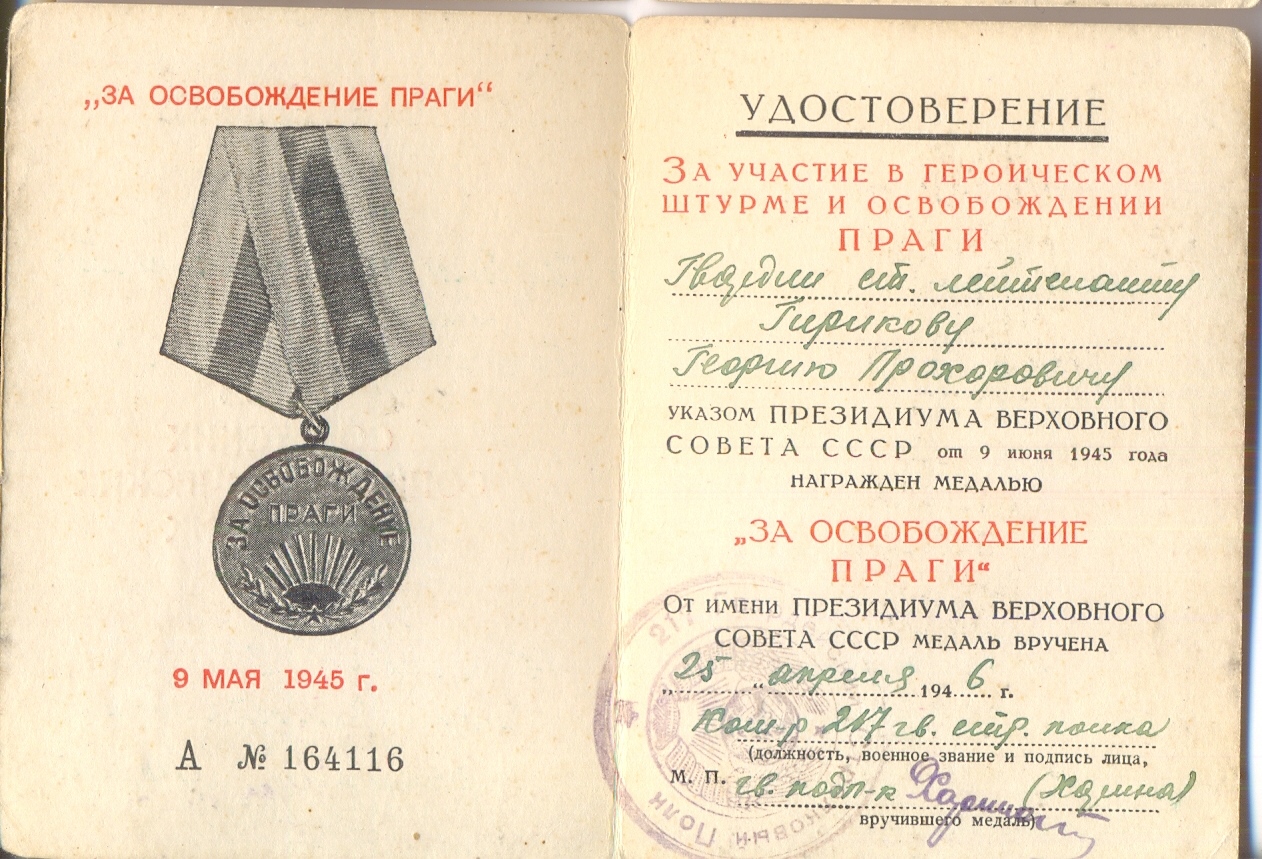 „ЗА ОСВОБОЖДЕНИЕ ПРАГИ“
ЗА ОСВОБОЖДЕНИЕ
ПРАГИ
9 МАЯ 1945 г.
А № 164116
УДОСТОВЕРЕНИЕ
ЗА УЧАСТИЕ В ГЕРОИЧЕСКОМ
ШТУРМЕ И ОСВОБОЖДЕНИИ
ПРАГИ
Гвардии ст. лейтенанту
Гирикову
Георгию Прохоровичу
УКАЗОМ ПРЕЗИДИУМА ВЕРХОВНОГО
СОВЕТА СССР от 9 июня 1945 года
НАГРАЖДЕН МЕДАЛЬЮ
„ЗА ОСВОБОЖДЕНИЕ
ПРАГИ“
ОТ ИМЕНИ ПРЕЗИДИУМА ВЕРХОВНОГО
СОВЕТА СССР МЕДАЛЬ ВРУЧЕНА
„25“ апреля 1946 г.
Ком-р 217 гв. стр. полка
(должность, военное звание и подпись лица,
М. П. гв. подп-к
вручившего медаль)
217
Полк